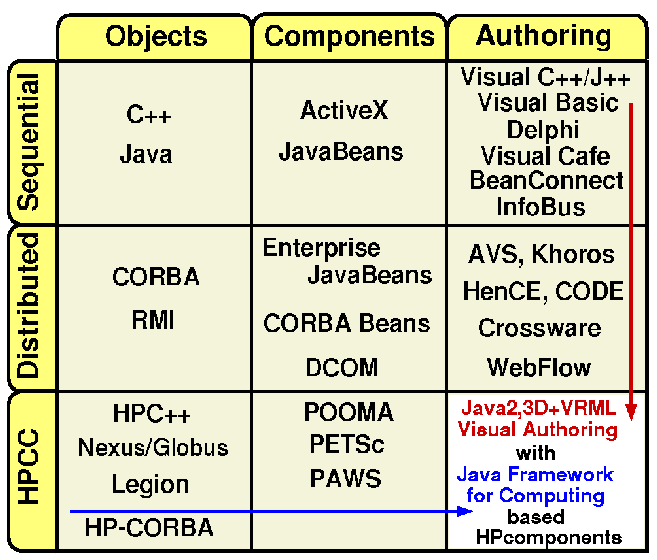 Objects
Components
Authoring
Sequential
C++
Java
ActiveX
JavaBeans
Visual C++/J++
Visual Basic
Delphi
Visual Cafe
BeanConnect
InfoBus
Distributed
CORBA
RMI
Enterprise
JavaBeans
CORBA Beans
DCOM
AVS, Khoros
HenCE, CODE
Crossware
WebFlow
HPCC
HPC++
Nexus/Globus
Legion
HP-CORBA
POOMA
PETSc
PAWS
Java2,3D+VRML
Visual Authoring
with
Java Framework
for Computing
based
HPcomponents